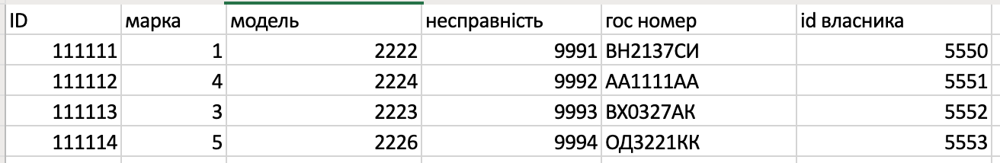 ID марка модель несправність гос номер id власника
111111 1 2222 9991 ВН2137СИ 5550
111112 4 2224 9992 АА1111АА 5551
111113 3 2223 9993 ВХ0327АК 5552
111114 5 2226 9994 ОД3221КК 5553